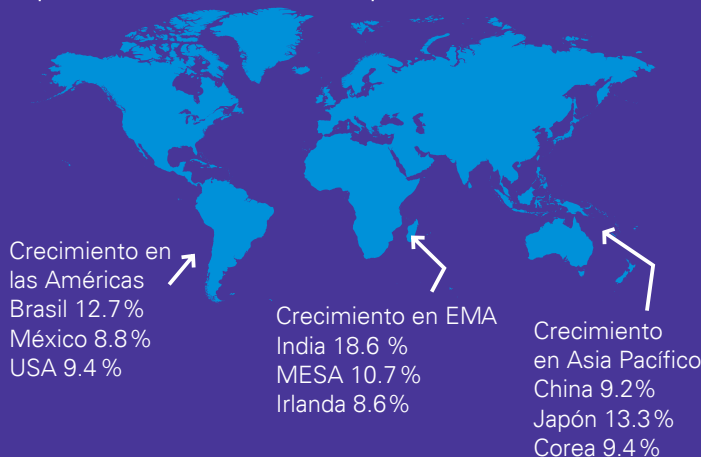 Crecimiento en
las Américas
Brasil 12.7%
México 8.8%
USA 9.4%
Crecimiento en EMA
India 18.6 %
MESA 10.7%
Irlanda 8.6%
Crecimiento
en Asia Pacífico
China 9.2%
Japón 13.3%
Corea 9.4%